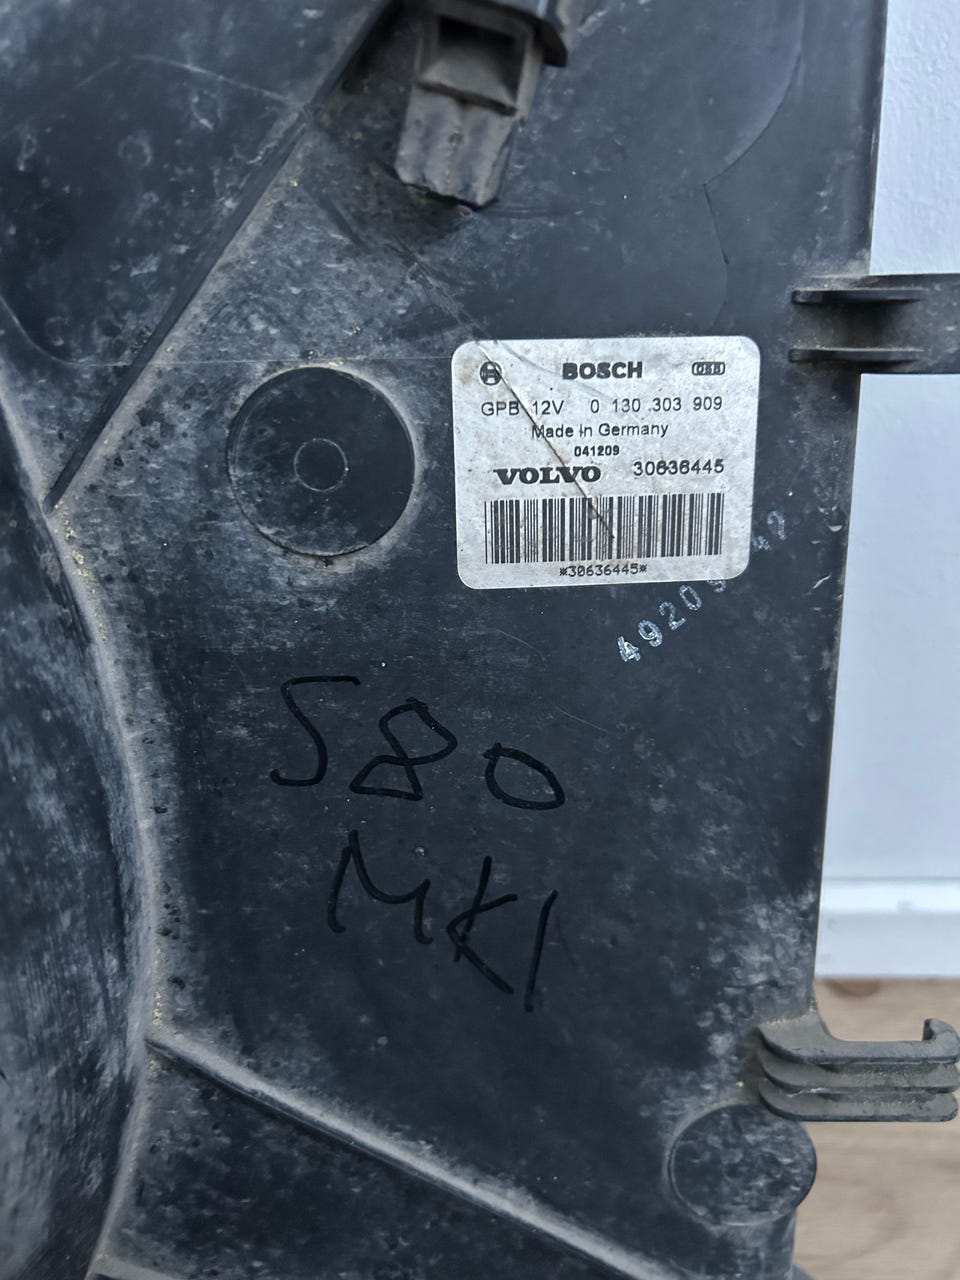 BOSCH
GPB 12V 0 130 303 909
Made in Germany
041209
VOLVO 30636445
*30636445*
S80
MK1